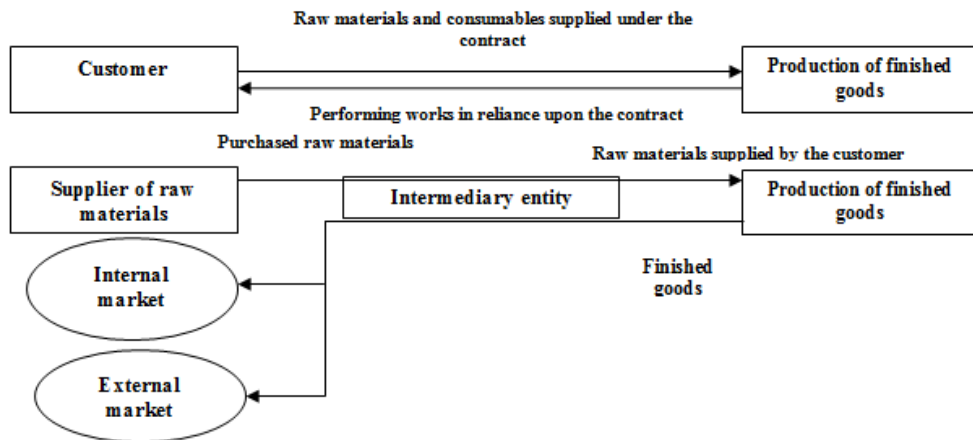 Raw materials and consumables supplied under the
contract
Customer
Production of finished
goods
Performing works in reliance upon the contract
Purchased raw materials
Raw materials supplied by the customer
Supplier of raw
materials
Intermediary entity
Production of finished
goods
Internal
market
Finished
goods
External
market